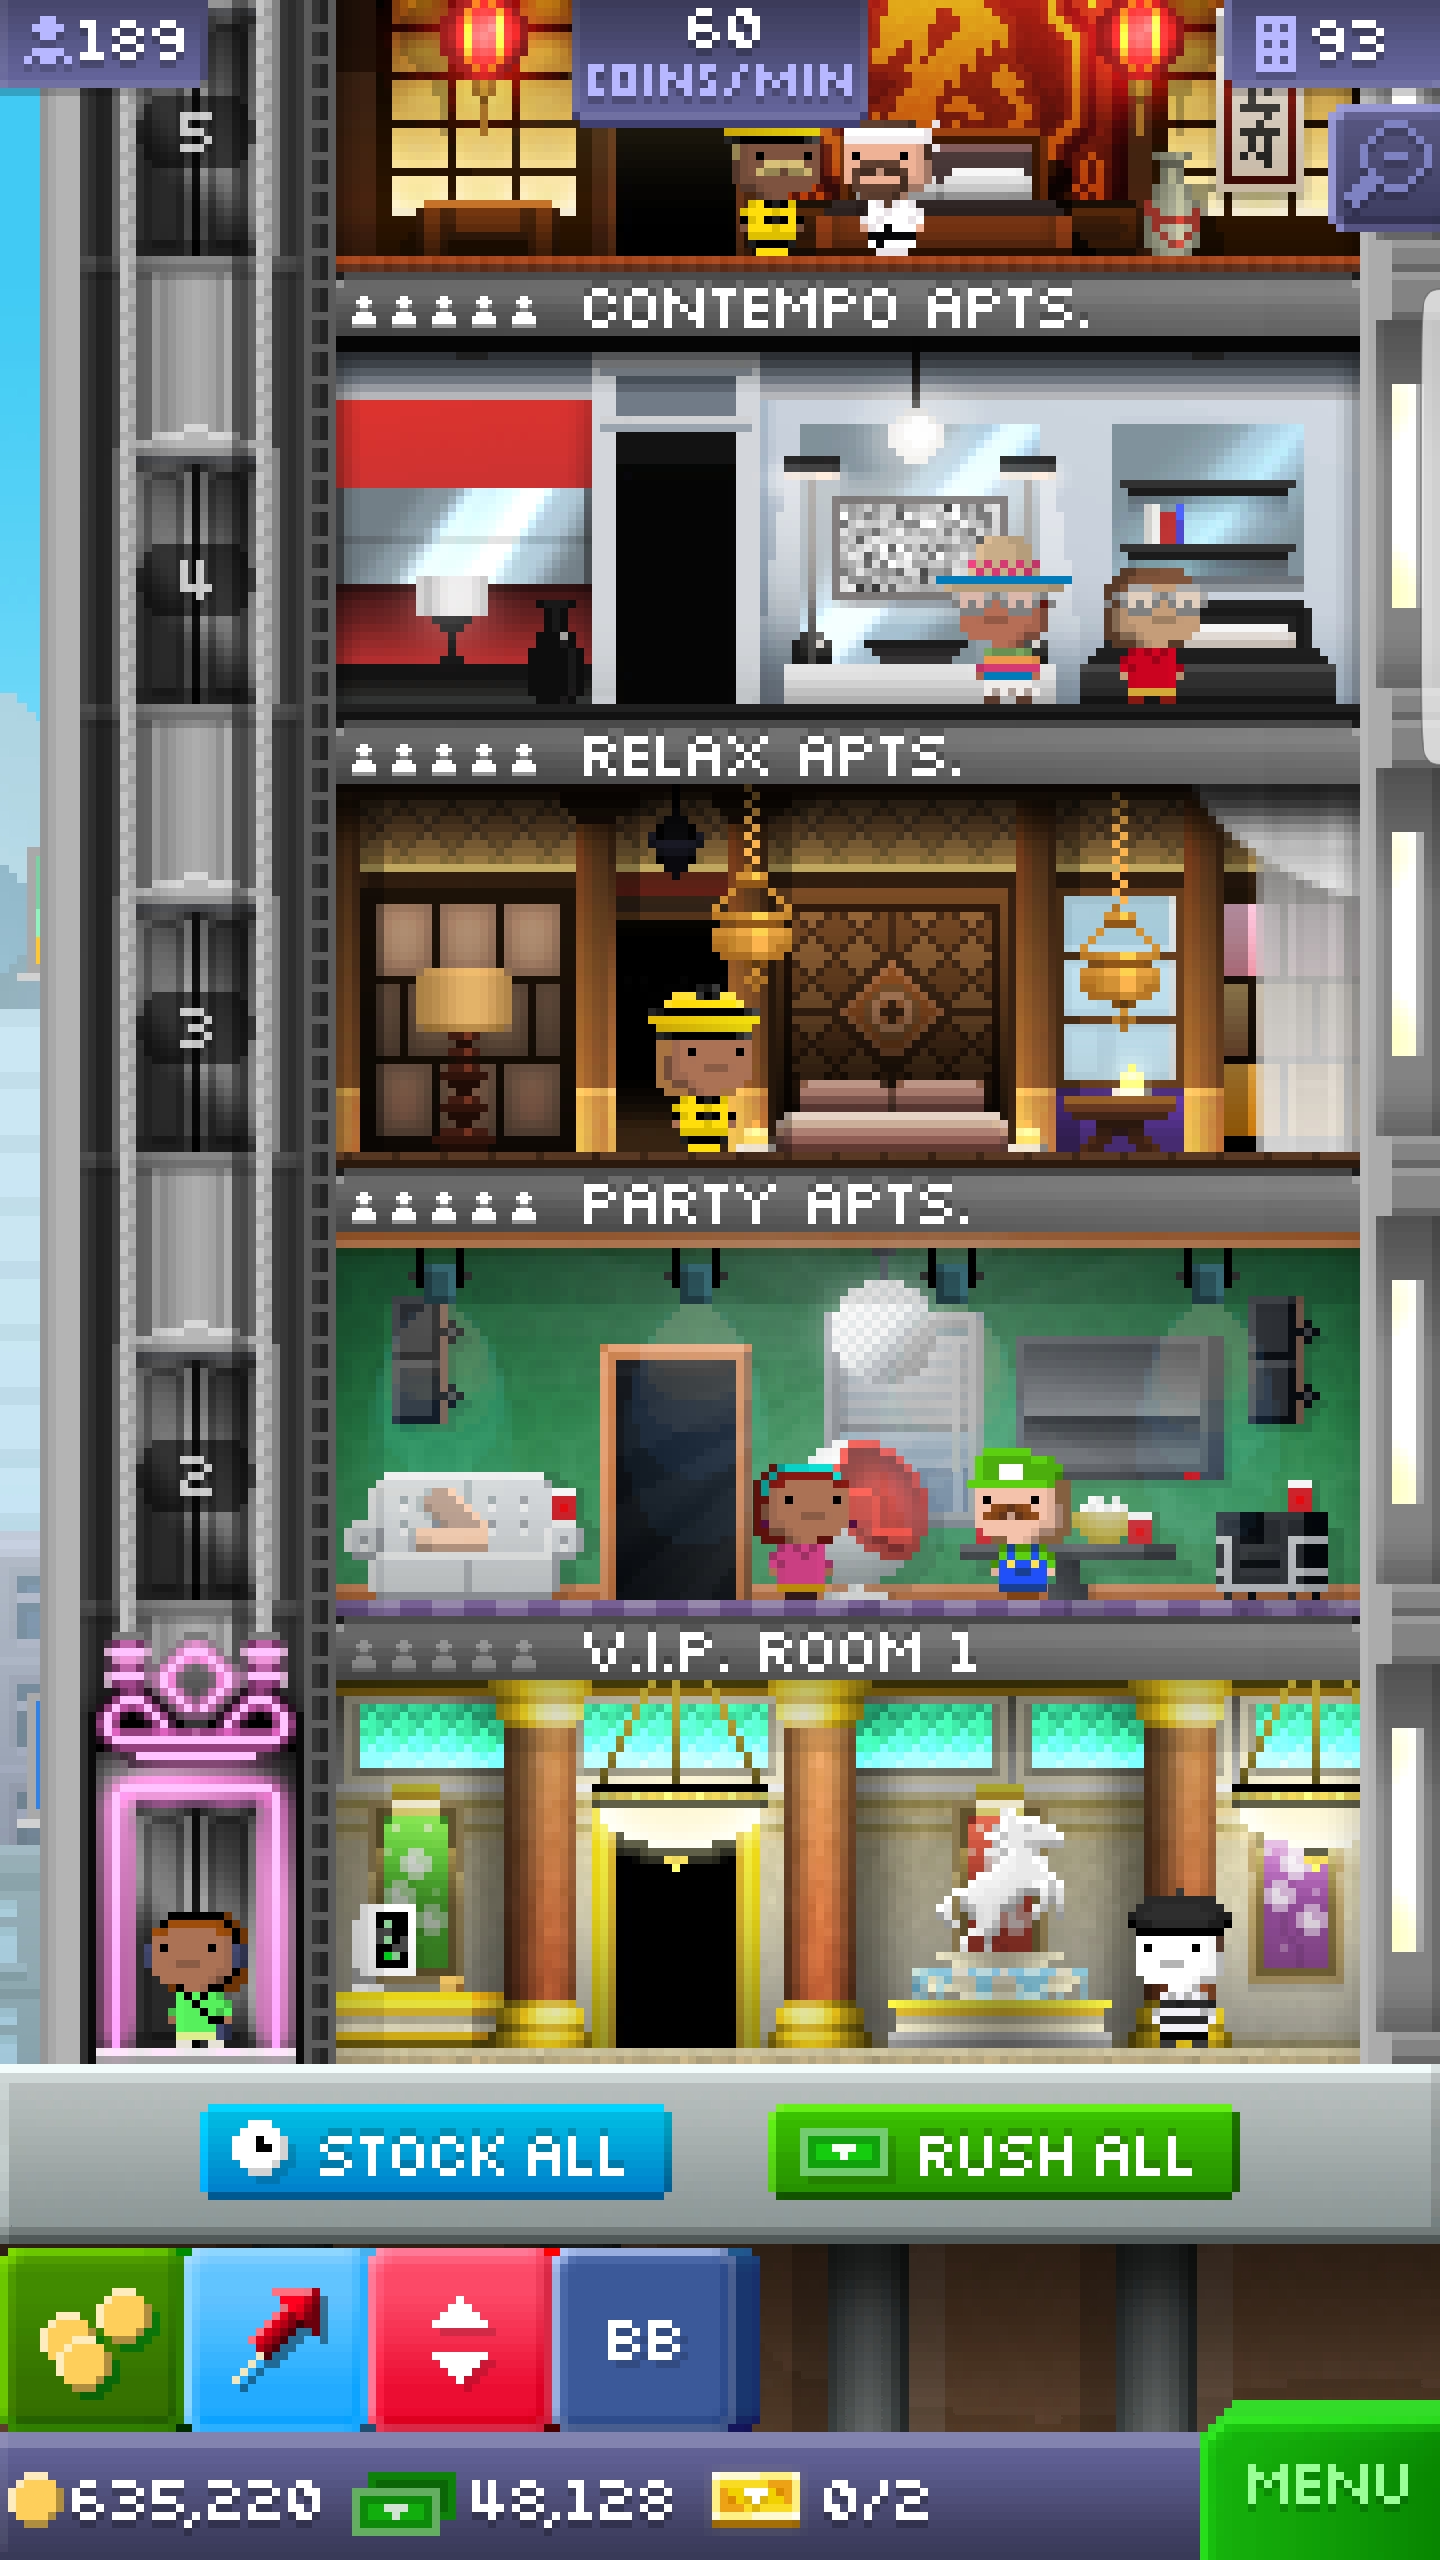 189
60
COINS/MIN
93
5
CONTEMPO APTS.
4
RELAX APTS.
3
PARTY APTS.
2
V.I.P. ROOM 1
STOCK ALL
RUSH ALL
BB
635,220
48,128
0/2
MENU